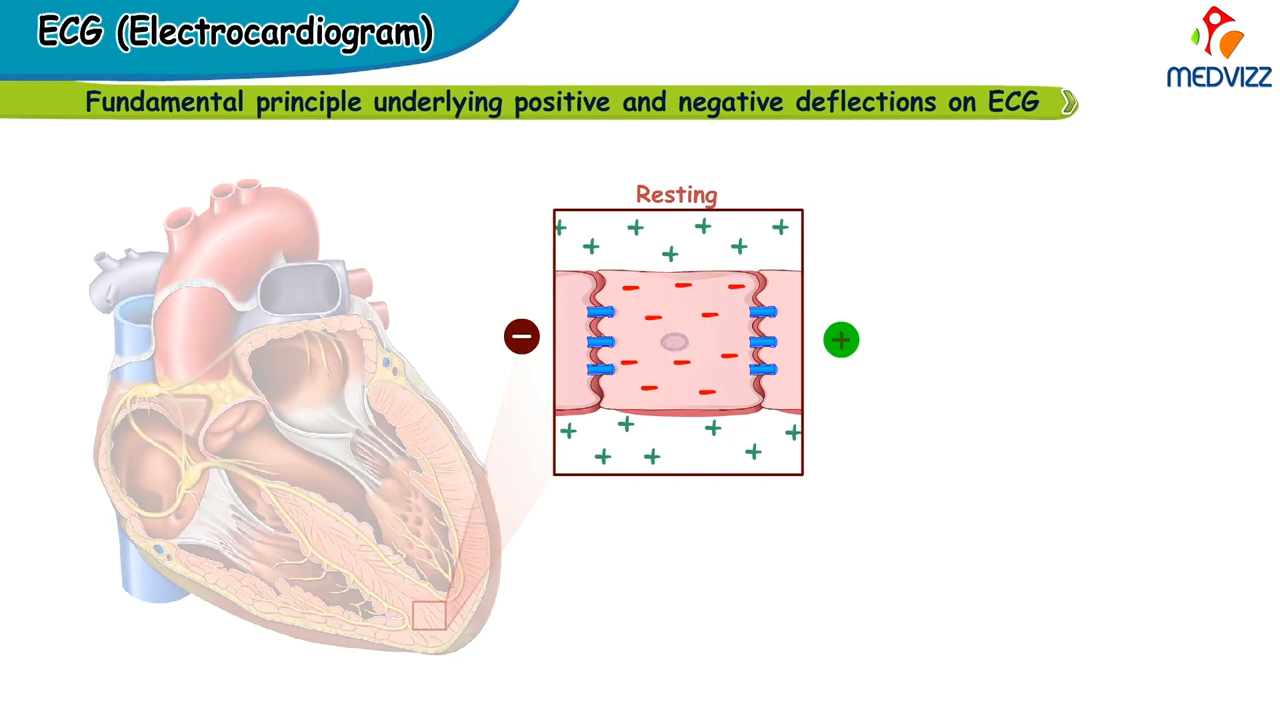 ECG (Electrocardiogram)
MEDVIZZ
Fundamental principle underlying positive and negative deflections on ECG
Resting